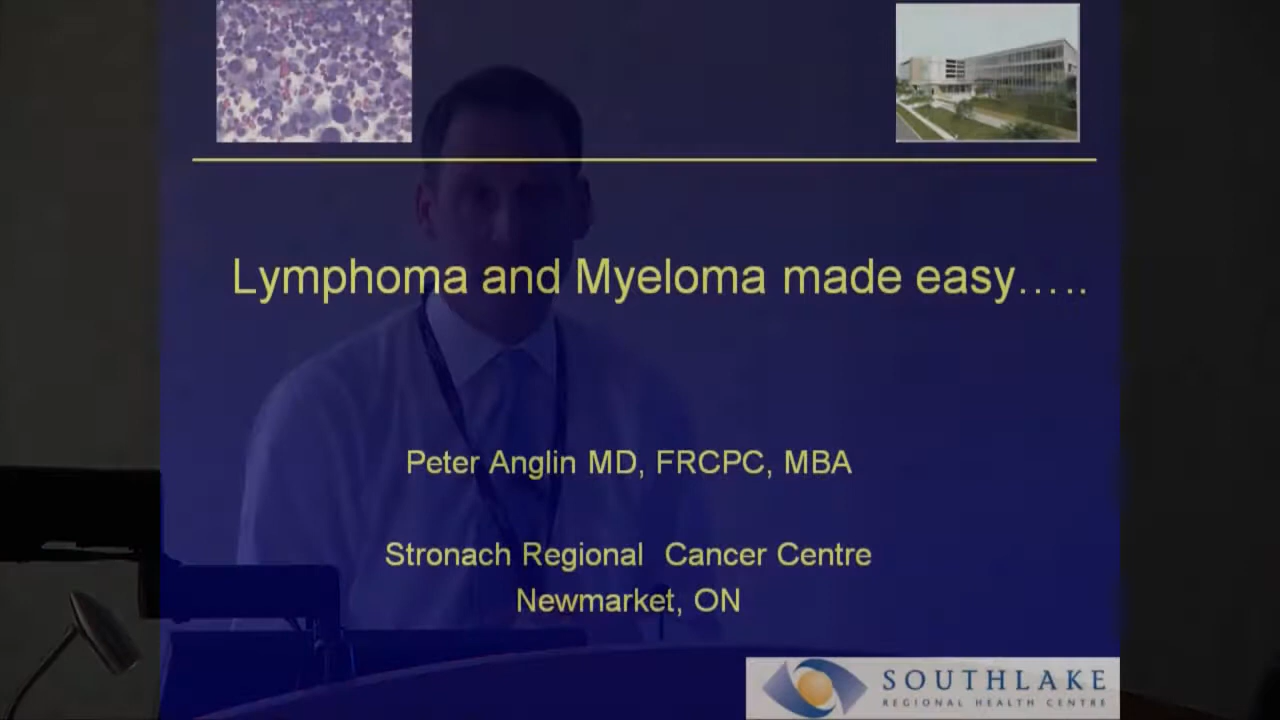 Lymphoma and Myeloma made easy…..
Peter Anglin MD, FRCPC, MBA
Stronach Regional Cancer Centre
Newmarket, ON
SOUTHLAKE
REGIONAL HEALTH CENTRE